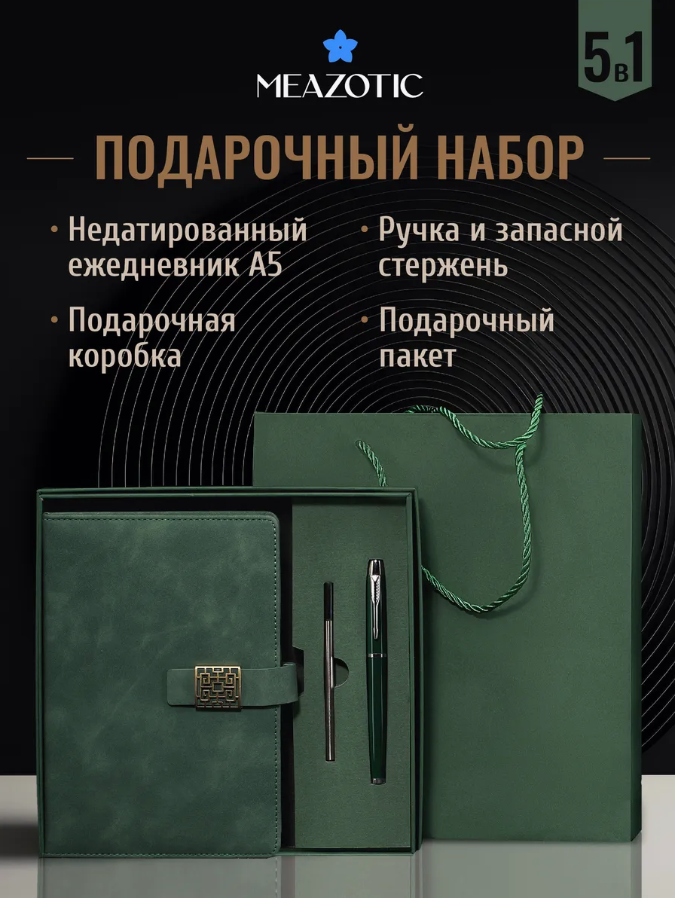 MEAZOTIC
5в1
ПОДАРОЧНЫЙ НАБОР
Недатированный
ежедневник А5
Ручка и запасной
стержень
Подарочная
коробка
Подарочный
пакет